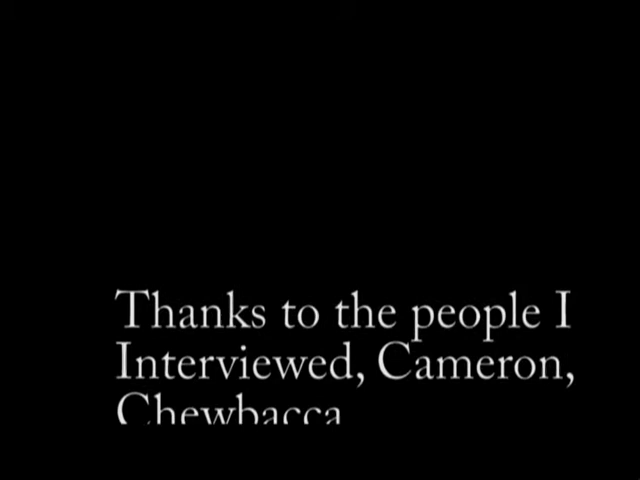 Thanks to the people I
Interviewed, Cameron,
Chewbacca